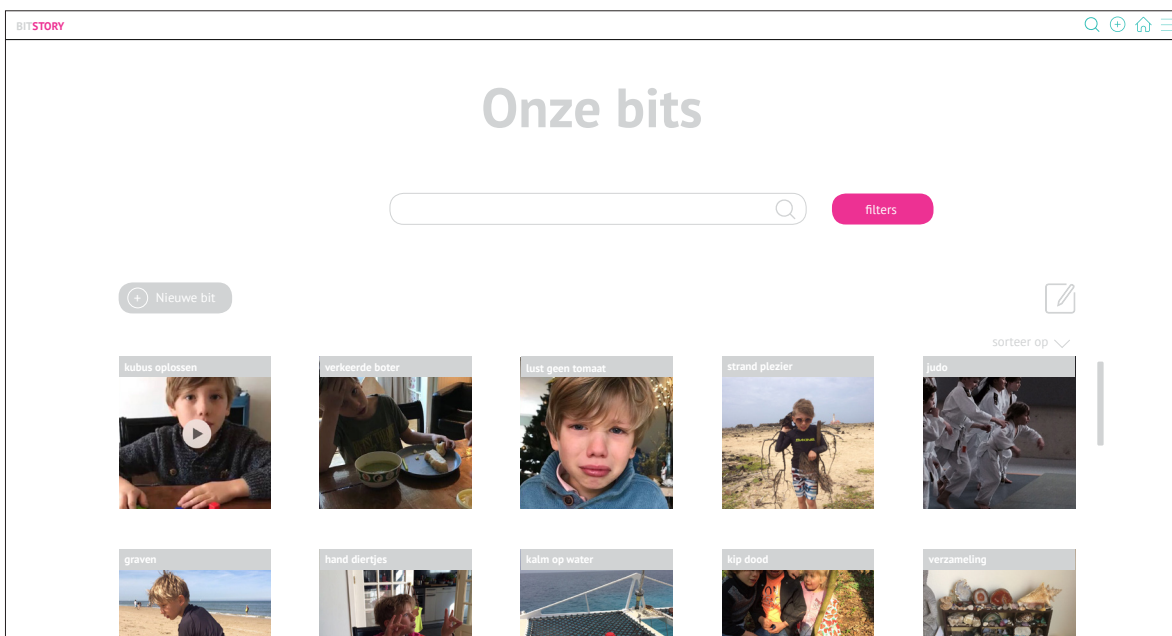 BITSTORY
Onze bits
filters
Nieuwe bit
sorteer op
kubus oplossen
verkeerde boter
lust geen tomaat
strand plezier
judo
graven
hand diertjes
kalm op water
kip dood
verzameling